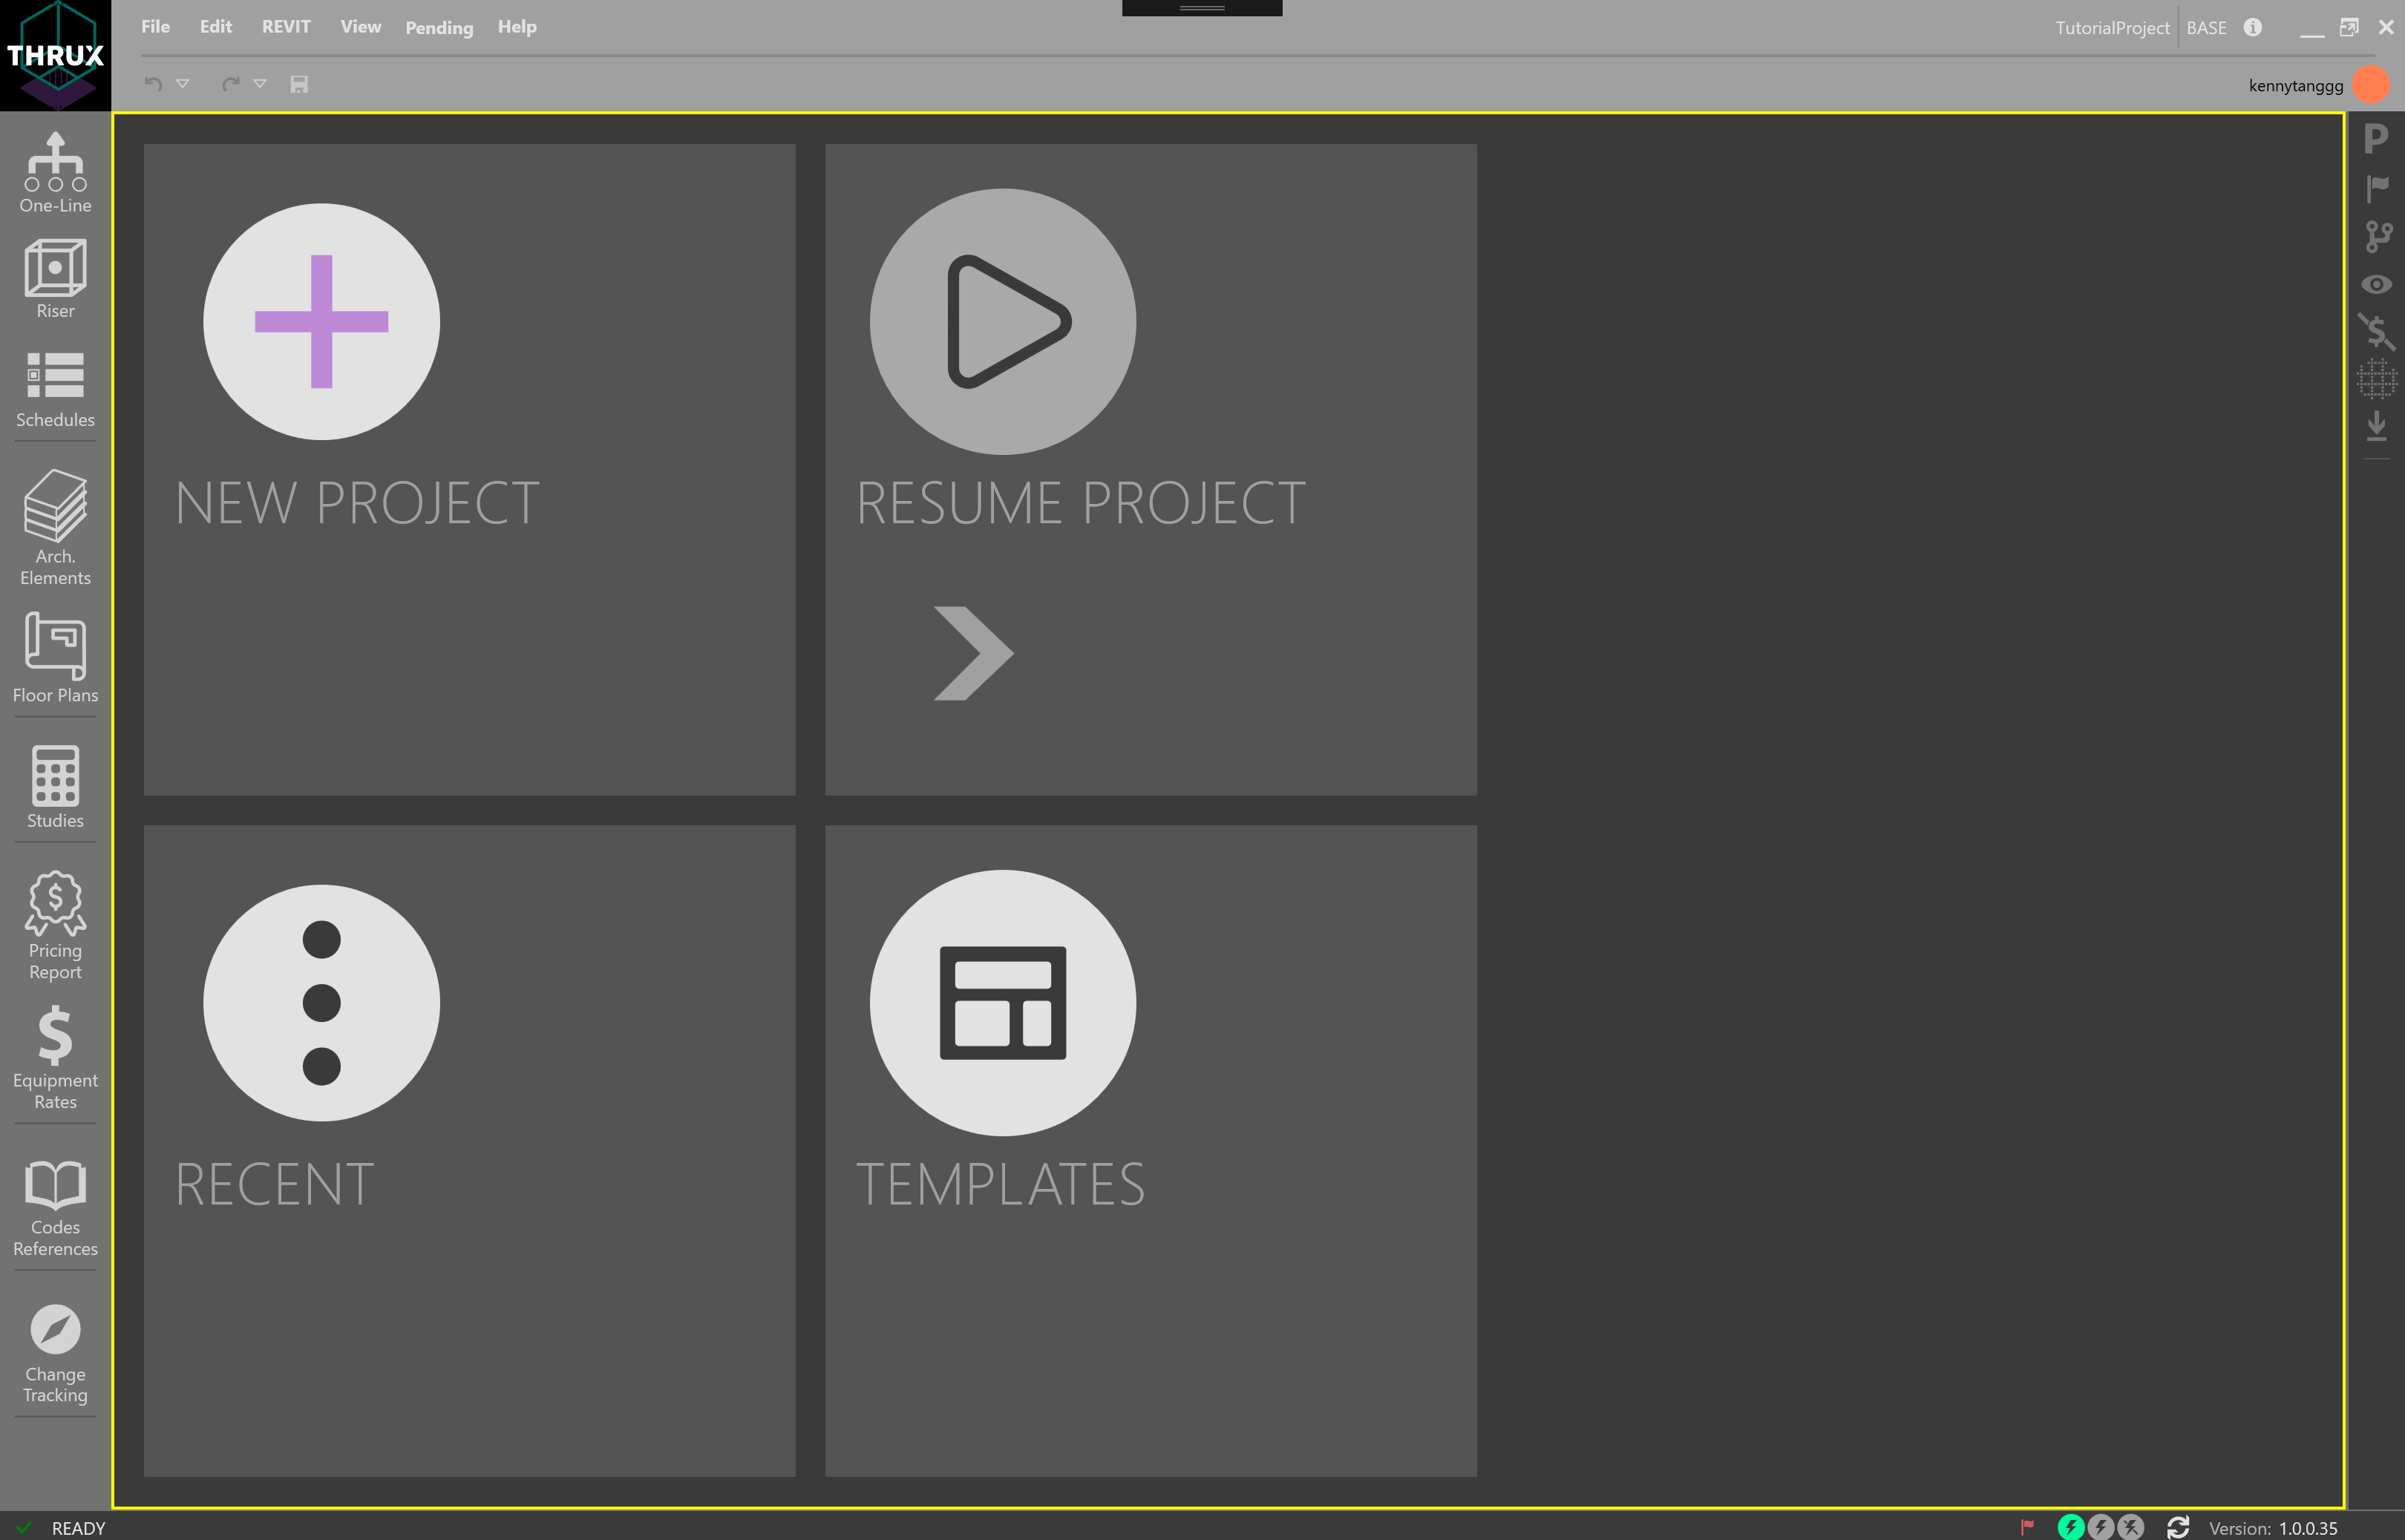 THRUX
File Edit REVIT View Pending Help
TutorialProject BASE
kennytanggg
One-Line
Riser
Schedules
Arch.
Elements
Floor Plans
Studies
Pricing
Report
Equipment
Rates
Codes
References
Change
Tracking
NEW PROJECT
RESUME PROJECT
RECENT
TEMPLATES
P
READY
Version: 1.0.0.35